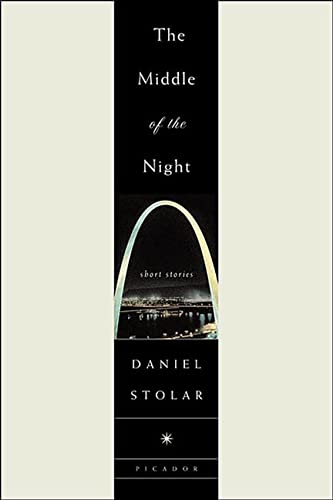 The
Middle
of the
Night
short stories
DANIEL
STOLAR
PICADOR